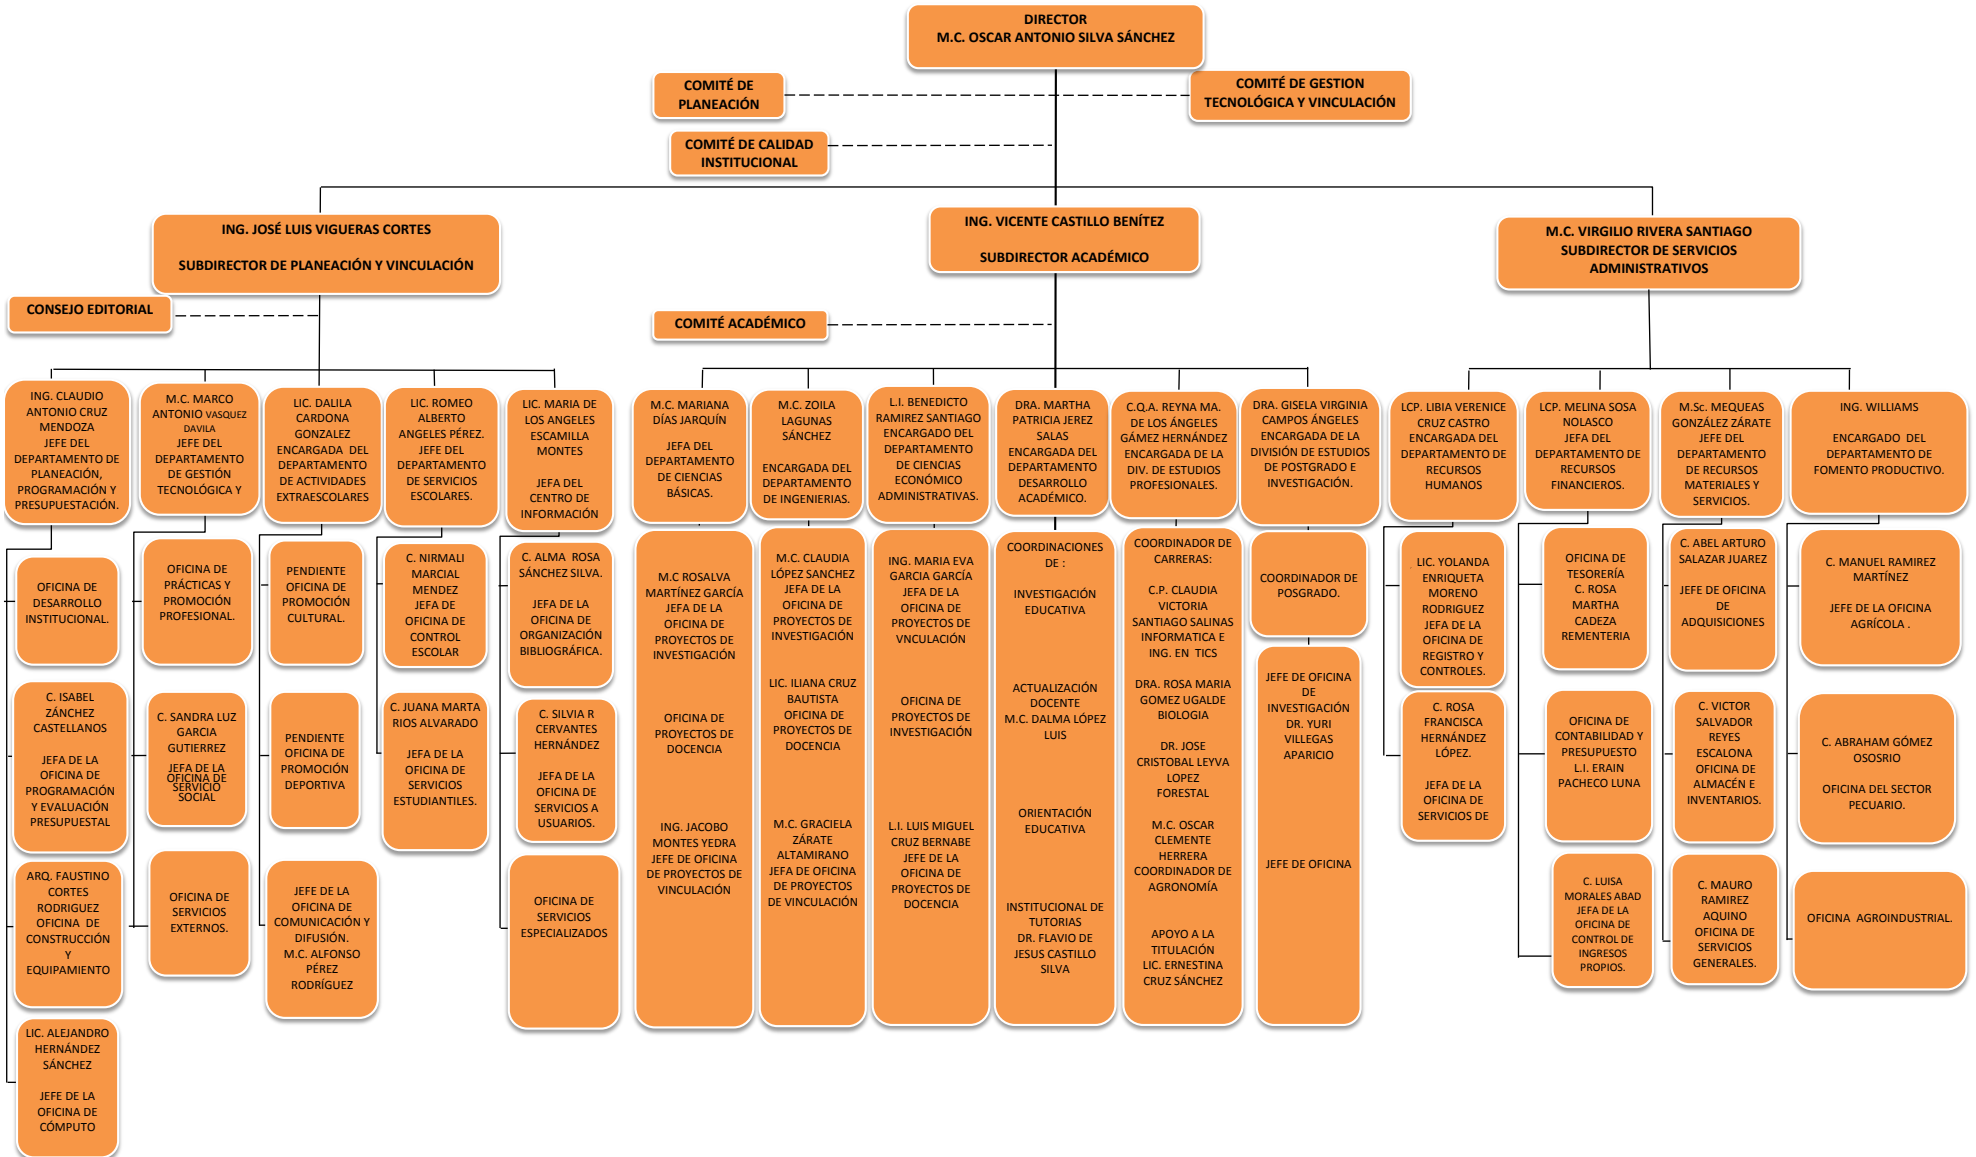 DIRECTOR
M.C. OSCAR ANTONIO SILVA SÁNCHEZ
COMITÉ DE
PLANEACIÓN
COMITÉ DE GESTION
TECNOLÓGICA Y VINCULACIÓN
COMITÉ DE CALIDAD
INSTITUCIONAL
ING. JOSÉ LUIS VIGUERAS CORTES
SUBDIRECTOR DE PLANEACIÓN Y VINCULACIÓN
ING. VICENTE CASTILLO BENÍTEZ
SUBDIRECTOR ACADÉMICO
M.C. VIRGILIO RIVERA SANTIAGO
SUBDIRECTOR DE SERVICIOS
ADMINISTRATIVOS
CONSEJO EDITORIAL
COMITÉ ACADÉMICO
ING. CLAUDIO
ANTONIO CRUZ
MENDOZA
JEFE DEL
DEPARTAMENTO DE
PLANEACIÓN,
PROGRAMACIÓN Y
PRESUPUESTACIÓN.
M.C. MARCO
ANTONIO VASQUEZ
DAVILA
JEFE DEL
DEPARTAMENTO
DE GESTIÓN
TECNOLÓGICA Y
LIC. DALILA
CARDONA
GONZALEZ
ENCARGADA DEL
DEPARTAMENTO
DE ACTIVIDADES
EXTRAESCOLARES
LIC. ROMEO
ALBERTO
ANGELES PÉREZ.
JEFE DEL
DEPARTAMENTO
DE SERVICIOS
ESCOLARES.
LIC. MARIA DE
LOS ANGELES
ESCAMILLA
MONTES
JEFA DEL
CENTRO DE
INFORMACIÓN
M.C. MARIANA
DÍAS JARQUÍN
JEFA DEL
DEPARTAMENTO
DE CIENCIAS
BÁSICAS.
M.C. ZOILA
LAGUNAS
SÁNCHEZ
ENCARGADA DEL
DEPARTAMENTO
DE INGENIERIAS.
L.I. BENEDICTO
RAMIREZ SANTIAGO
ENCARGADO DEL
DEPARTAMENTO
DE CIENCIAS
ECONÓMICO
ADMINISTRATIVAS.
DRA. MARTHA
PATRICIA JEREZ
SALAS
ENCARGADA DEL
DEPARTAMENTO
DESARROLLO
ACADÉMICO.
C.Q.A. REYNA MA.
DE LOS ÁNGELES
GÁMEZ HERNÁNDEZ
ENCARGADA DE LA
DIV. DE ESTUDIOS
PROFESIONALES.
DRA. GISELA VIRGINIA
CAMPOS ÁNGELES
ENCARGADA DE LA
DIVISIÓN DE ESTUDIOS
DE POSTGRADO E
INVESTIGACIÓN.
LCP. LIBIA VERENICE
CRUZ CASTRO
ENCARGADA DEL
DEPARTAMENTO DE
RECURSOS
HUMANOS
LCP. MELINA SOSA
NOLASCO
JEFA DEL
DEPARTAMENTO DE
RECURSOS
FINANCIEROS.
M.Sc. MEQUEAS
GONZÁLEZ ZÁRATE
JEFE DEL
DEPARTAMENTO
DE RECURSOS
MATERIALES Y
SERVICIOS.
ING. WILLIAMS
ENCARGADO DEL
DEPARTAMENTO DE
FOMENTO PRODUCTIVO.
OFICINA DE
DESARROLLO
INSTITUCIONAL.
C. ISABEL
ZÁNCHEZ
CASTELLANOS
JEFA DE LA
OFICINA DE
PROGRAMACIÓN
Y EVALUACIÓN
PRESUPUESTAL
ARQ. FAUSTINO
CORTES
RODRIGUEZ
OFICINA DE
CONSTRUCCIÓN
Y
EQUIPAMIENTO
LIC. ALEJANDRO
HERNÁNDEZ
SÁNCHEZ
JEFE DE LA
OFICINA DE
CÓMPUTO
OFICINA DE
PRÁCTICAS Y
PROMOCIÓN
PROFESIONAL.
C. SANDRA LUZ
GARCIA
GUTIERREZ
JEFA DE LA
OFICINA DE
SERVICIO
SOCIAL
OFICINA DE
SERVICIOS
EXTERNOS.
PENDIENTE
OFICINA DE
PROMOCIÓN
CULTURAL.
PENDIENTE
OFICINA DE
PROMOCIÓN
DEPORTIVA
JEFE DE LA
OFICINA DE
COMUNICACIÓN Y
DIFUSIÓN.
M.C. ALFONSO
PÉREZ
RODRÍGUEZ
C. NIRMALI
MARCIAL
MENDEZ
JEFA DE
OFICINA DE
CONTROL
ESCOLAR
C. JUANA MARTA
RIOS ALVARADO
JEFA DE LA
OFICINA DE
SERVICIOS
ESTUDIANTILES.
C. ALMA ROSA
SÁNCHEZ SILVA.
JEFA DE LA
OFICINA DE
ORGANIZACIÓN
BIBLIOGRÁFICA.
C. SILVIA R
CERVANTES
HERNÁNDEZ
JEFA DE LA
OFICINA DE
SERVICIOS A
USUARIOS.
OFICINA DE
SERVICIOS
ESPECIALIZADOS
M.C ROSALVA
MARTÍNEZ GARCÍA
JEFA DE LA
OFICINA DE
PROYECTOS DE
INVESTIGACIÓN
OFICINA DE
PROYECTOS DE
DOCENCIA
ING. JACOBO
MONTES YEDRA
JEFE DE OFICINA
DE PROYECTOS DE
VINCULACIÓN
M.C. CLAUDIA
LÓPEZ SANCHEZ
JEFA DE LA
OFICINA DE
PROYECTOS DE
INVESTIGACIÓN
LIC. ILIANA CRUZ
BAUTISTA
OFICINA DE
PROYECTOS DE
DOCENCIA
M.C. GRACIELA
ZÁRATE
ALTAMIRANO
JEFA DE OFICINA
DE PROYECTOS
DE VINCULACIÓN
ING. MARIA EVA
GARCIA GARCÍA
JEFA DE LA
OFICINA DE
PROYECTOS DE
VNCULACIÓN
OFICINA DE
PROYECTOS DE
INVESTIGACIÓN
L.I. LUIS MIGUEL
CRUZ BERNABE
JEFE DE LA
OFICINA DE
PROYECTOS DE
DOCENCIA
COORDINACIONES
DE :
INVESTIGACIÓN
EDUCATIVA
ACTUALIZACIÓN
DOCENTE
M.C. DALMA LÓPEZ
LUIS
ORIENTACIÓN
EDUCATIVA
INSTITUCIONAL DE
TUTORIAS
DR. FLAVIO DE
JESUS CASTILLO
SILVA
COORDINADOR DE
CARRERAS:
C.P. CLAUDIA
VICTORIA
SANTIAGO SALINAS
INFORMATICA E
ING. EN TICS
DRA. ROSA MARIA
GOMEZ UGALDE
BIOLOGIA
DR. JOSE
CRISTOBAL LEYVA
LOPEZ
FORESTAL
M.C. OSCAR
CLEMENTE
HERRERA
COORDINADOR DE
AGRONOMÍA
APOYO A LA
TITULACIÓN
LIC. ERNESTINA
CRUZ SÁNCHEZ
COORDINADOR DE
POSGRADO.
JEFE DE OFICINA
DE
INVESTIGACIÓN
DR. YURI
VILLEGAS
APARICIO
JEFE DE OFICINA
LIC. YOLANDA
ENRIQUETA
MORENO
RODRIGUEZ
JEFA DE LA
OFICINA DE
REGISTRO Y
CONTROLES.
C. ROSA
FRANCISCA
HERNÁNDEZ
LÓPEZ.
JEFA DE LA
OFICINA DE
SERVICIOS DE
OFICINA DE
TESORERÍA
C. ROSA
MARTHA
CADEZA
REMENTERIA
OFICINA DE
CONTABILIDAD Y
PRESUPUESTO
L.I. ERAIN
PACHECO LUNA
C. LUISA
MORALES ABAD
JEFA DE LA
OFICINA DE
CONTROL DE
INGRESOS
PROPIOS.
C. ABEL ARTURO
SALAZAR JUAREZ
JEFE DE OFICINA
DE
ADQUISICIONES
C. VICTOR
SALVADOR
REYES
ESCALONA
OFICINA DE
ALMACÉN E
INVENTARIOS.
C. MAURO
RAMIREZ
AQUINO
OFICINA DE
SERVICIOS
GENERALES.
C. MANUEL RAMIREZ
MARTÍNEZ
JEFE DE LA OFICINA
AGRÍCOLA .
C. ABRAHAM GÓMEZ
OSOSRIO
OFICINA DEL SECTOR
PECUARIO.
OFICINA AGROINDUSTRIAL.